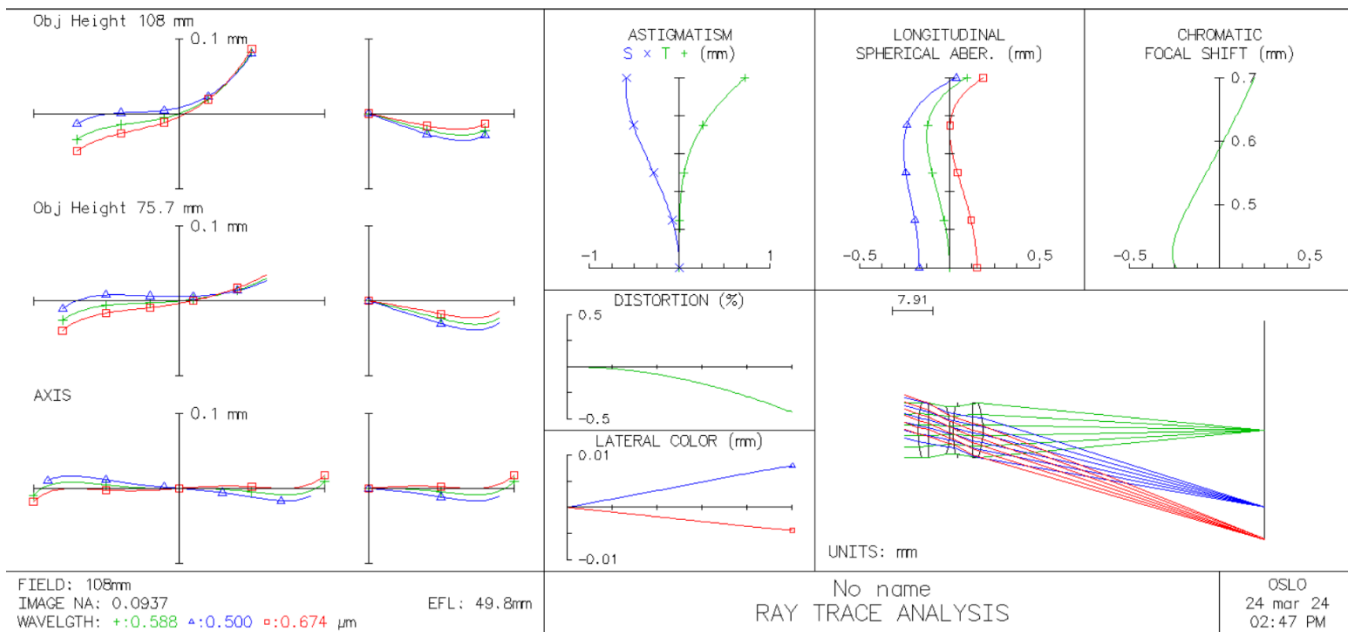 Obj Height 108 mm
0.1 mm
Obj Height 75.7 mm
0.1 mm
AXIS
0.1 mm
ASTIGMATISM
S × T + (mm)
-1
1
LONGITUDINAL
SPHERICAL ABER. (mm)
-0.5
0.5
CHROMATIC
FOCAL SHIFT (mm)
0.7
0.6
0.5
-0.5
0.5
DISTORTION (%)
0.5
-0.5
LATERAL COLOR (mm)
0.01
-0.01
7.91
UNITS: mm
FIELD: 108mm
IMAGE NA: 0.0937
EFL: 49.8mm
WAVELGTH: +:0.588 ▵:0.500 ▫:0.674 µm
No name
RAY TRACE ANALYSIS
OSLO
24 mar 24
02:47 PM